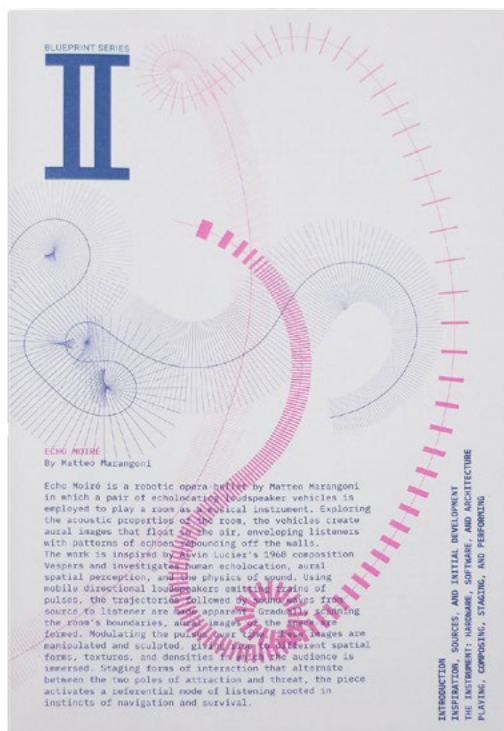 BLUEPRINT SERIES
II
ECHO MOIRÉ
By Matteo Marangoni
Echo Moiré is a robotic opera-ballet by Matteo Marangoni
in which a pair of echolocating loudspeaker vehicles is
employed to play a room as a musical instrument. Exploring
the acoustic properties of the room, the vehicles create
aural images that float in the air, enveloping listeners
with patterns of echoes rebounding off the walls.
The work is inspired by Alvin Lucier's 1968 composition
Vespers and investigates human echolocation, aural
spatial perception, and the physics of sound. Using
mobile directional loudspeakers emitting trains of
pulses, the trajectories followed by sound waves from
source to listener are made apparent. Gradually scanning
the room's boundaries, aural images of the space are
formed. Modulating the pulses over time, these images are
manipulated and sculpted, giving rise to different spatial
forms, textures, and densities in which the audience is
immersed. Staging forms of interaction that alternate
between the two poles of attraction and threat, the piece
activates a referential mode of listening rooted in
instincts of navigation and survival.
INTRODUCTION
INSPIRATION, SOURCES, AND INITIAL DEVELOPMENT
THE INSTRUMENT: HARDWARE, SOFTWARE, AND ARCHITECTURE
PLAYING, COMPOSING, STAGING, AND PERFORMING